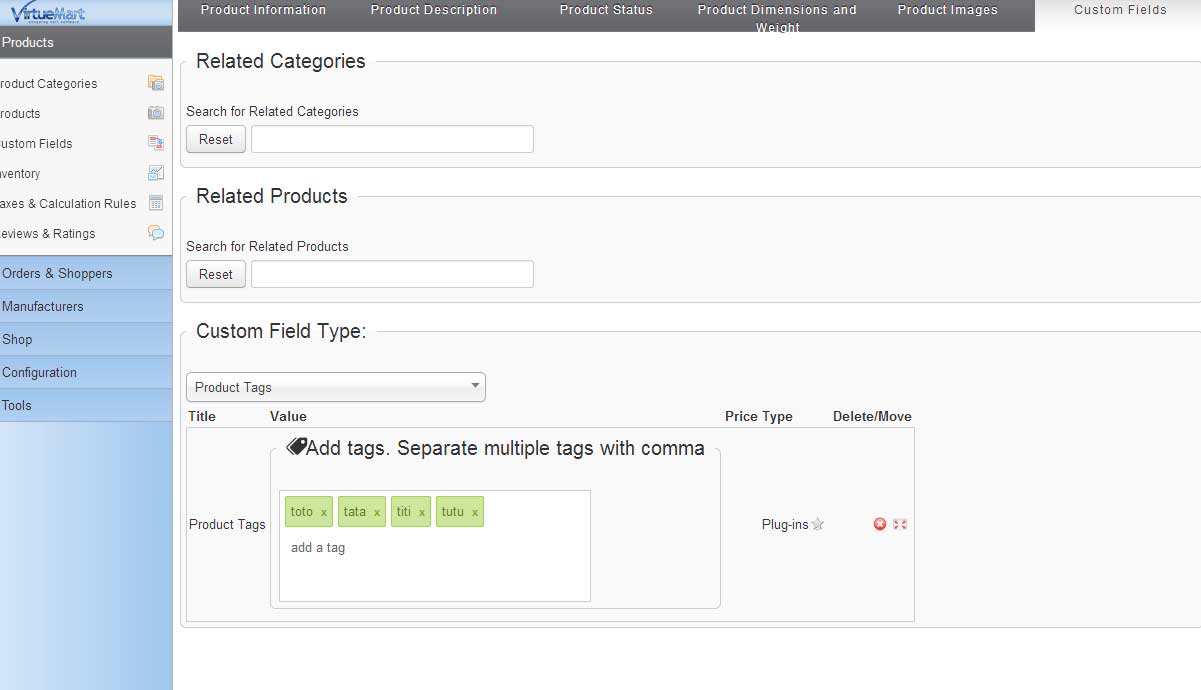 VirtueMart
Product Information
Product Description
Product Status
Product Dimensions and
Weight
Product Images
Custom Fields
Products
roduct Categories
roducts
ustom Fields
nventory
axes & Calculation Rules
eviews & Ratings
Orders & Shoppers
Manufacturers
Shop
Configuration
Tools
Related Categories
Search for Related Categories
Reset
Related Products
Search for Related Products
Reset
Custom Field Type:
Product Tags
Title Value Price Type Delete/Move
Add tags. Separate multiple tags with comma
toto x tata x titi x tutu x
Product Tags
Plug-ins
add a tag